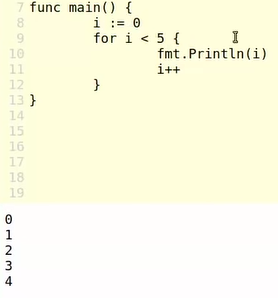 7 func main() {
8         i := 0
9         for i < 5 {
10                 fmt.Println(i)
11                 i++
12         }
13 }
14
15
16
17
18
19
0
1
2
3
4